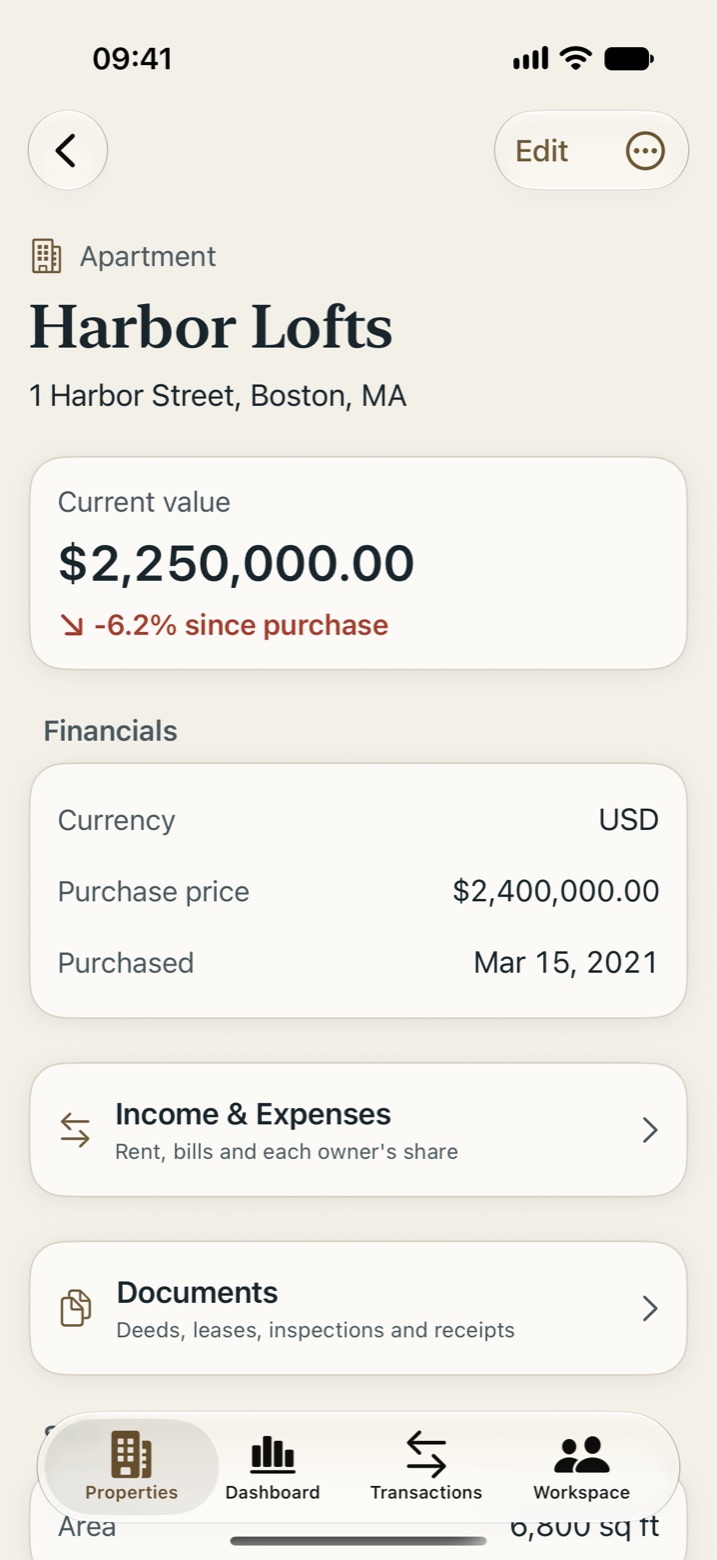 09:41
Edit
Apartment
Harbor Lofts
1 Harbor Street, Boston, MA
Current value
$2,250,000.00
-6.2% since purchase
Financials
Currency USD
Purchase price $2,400,000.00
Purchased Mar 15, 2021
Income & Expenses
Rent, bills and each owner's share
Documents
Deeds, leases, inspections and receipts
Properties Dashboard Transactions Workspace
Area 6,800 sq ft